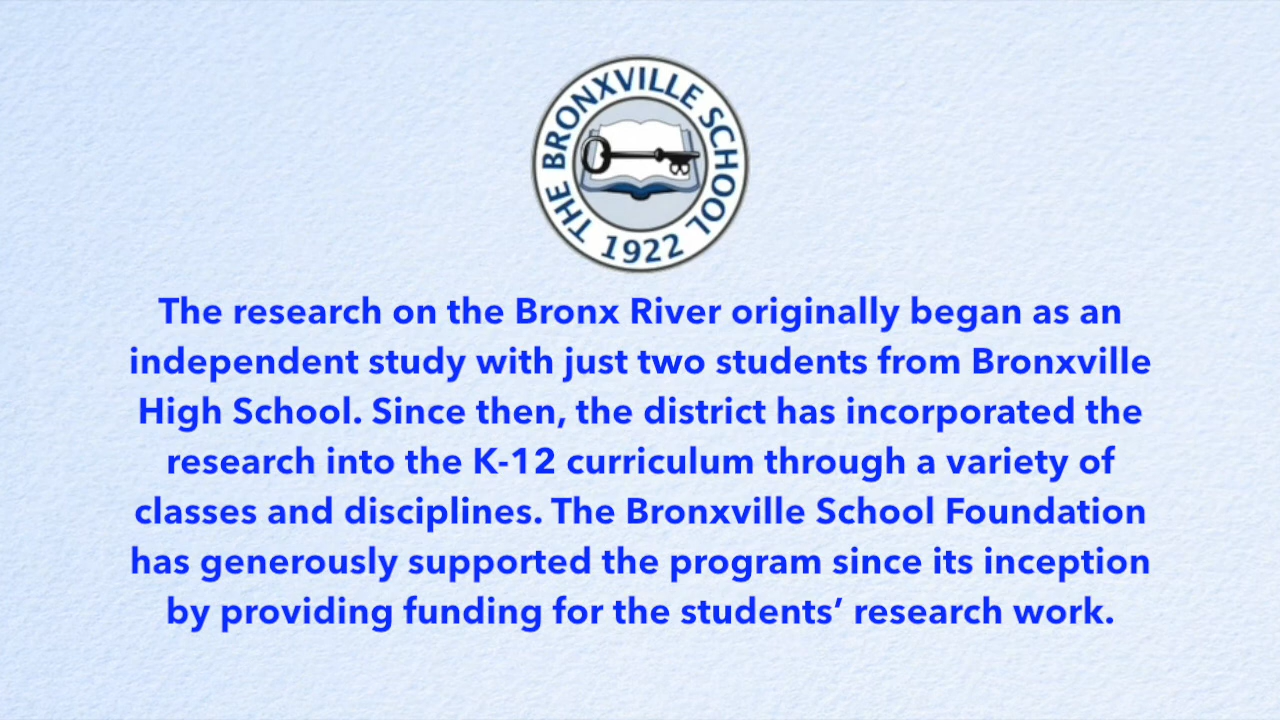 THE BRONXVILLE SCHOOL
1922
The research on the Bronx River originally began as an
independent study with just two students from Bronxville
High School. Since then, the district has incorporated the
research into the K-12 curriculum through a variety of
classes and disciplines. The Bronxville School Foundation
has generously supported the program since its inception
by providing funding for the students’ research work.